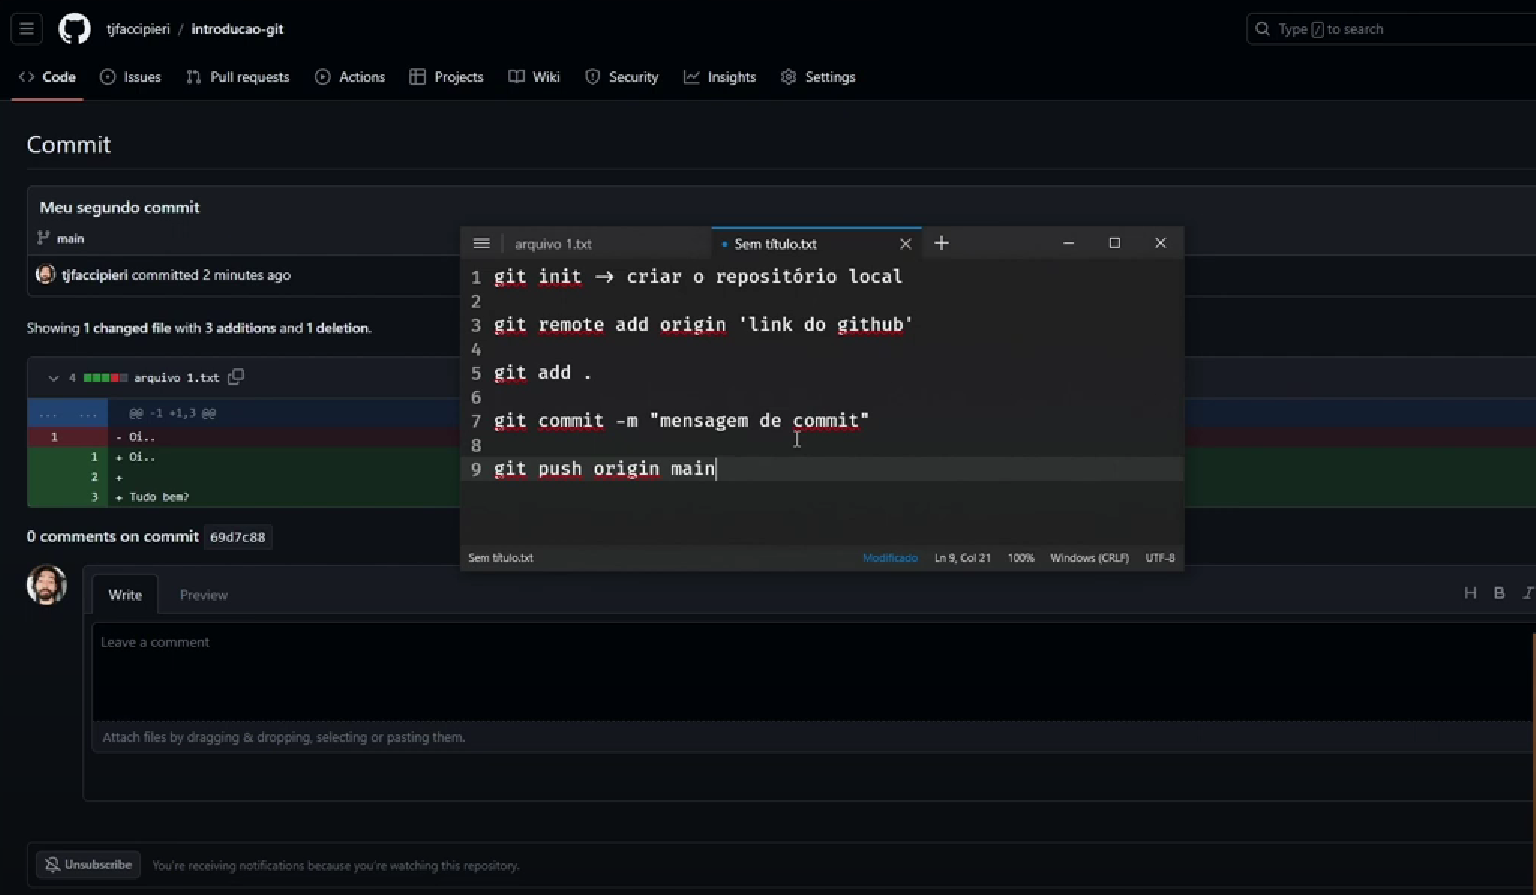 tjfaccipieri / introducao-git
Type / to search
Code Issues Pull requests Actions Projects Wiki Security Insights Settings
Commit
Meu segundo commit
main
tjfaccipieri committed 2 minutes ago
Showing 1 changed file with 3 additions and 1 deletion.
4 arquivo 1.txt
... ... @@ -1 +1,3 @@
1 - Oi..
1 + Oi..
2 +
3 + Tudo bem?
0 comments on commit 69d7c88
Write Preview
H B I
Leave a comment
Attach files by dragging & dropping, selecting or pasting them.
Unsubscribe You're receiving notifications because you're watching this repository.
arquivo 1.txt Sem título.txt
1 git init → criar o repositório local
2
3 git remote add origin 'link do github'
4
5 git add .
6
7 git commit -m "mensagem de commit"
8
9 git push origin main
Sem título.txt Modificado Ln 9, Col 21 100% Windows (CRLF) UTF-8